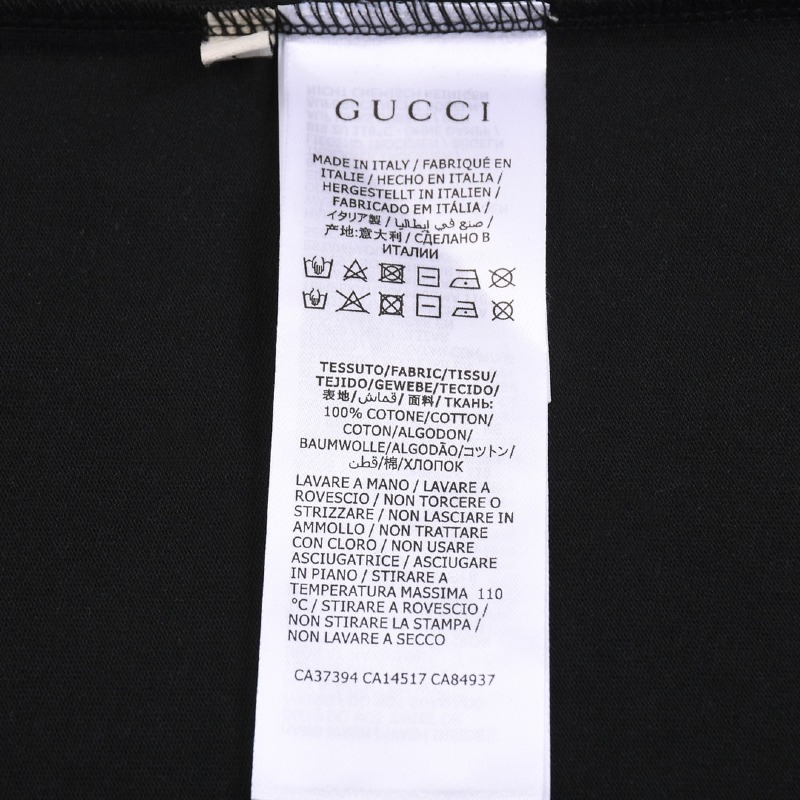 GUCCI
MADE IN ITALY / FABRIQUÉ EN
ITALIE / HECHO EN ITALIA /
HERGESTELLT IN ITALIEN /
FABRICADO EM ITÁLIA /
イタリア製 / صنع في إيطاليا /
产地:意大利 / СДЕЛАНО В
ИТАЛИИ
TESSUTO/FABRIC/TISSU/
TEJIDO/GEWEBE/TECIDO/
表地/قماش/ 面料/ ТКАНЬ:
100% COTONE/COTTON/
COTON/ALGODON/
BAUMWOLLE/ALGODÃO/コットン/
قطن/棉/ХЛОПОК
LAVARE A MANO / LAVARE A
ROVESCIO / NON TORCERE O
STRIZZARE / NON LASCIARE IN
AMMOLLO / NON TRATTARE
CON CLORO / NON USARE
ASCIUGATRICE / ASCIUGARE
IN PIANO / STIRARE A
TEMPERATURA MASSIMA 110
°C / STIRARE A ROVESCIO /
NON STIRARE LA STAMPA /
NON LAVARE A SECCO
CA37394 CA14517 CA84937